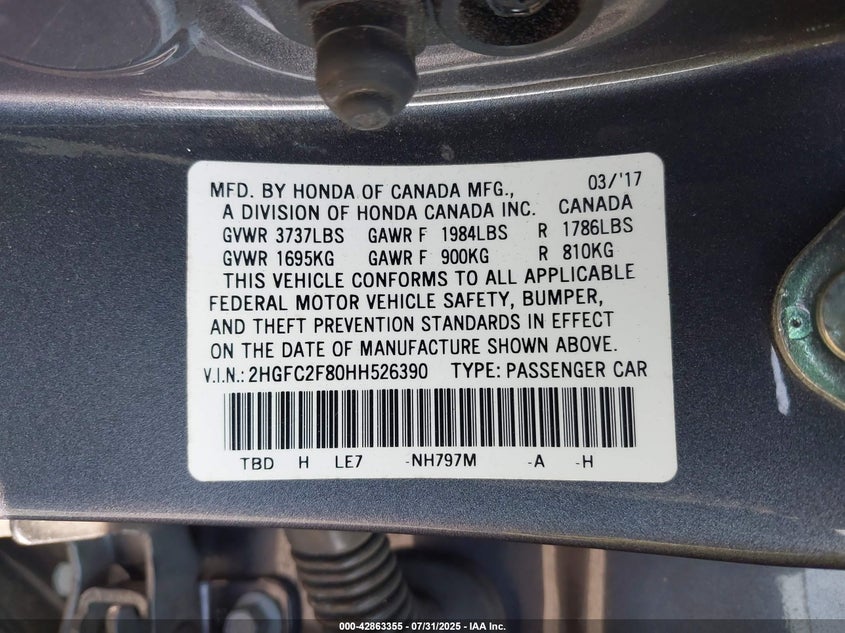 MFD. BY HONDA OF CANADA MFG., 03/'17
A DIVISION OF HONDA CANADA INC. CANADA
GVWR 3737LBS GAWR F 1984LBS R 1786LBS
GVWR 1695KG GAWR F 900KG R 810KG
THIS VEHICLE CONFORMS TO ALL APPLICABLE
FEDERAL MOTOR VEHICLE SAFETY, BUMPER,
AND THEFT PREVENTION STANDARDS IN EFFECT
ON THE DATE OF MANUFACTURE SHOWN ABOVE.
V.I.N.: 2HGFC2F80HH526390 TYPE: PASSENGER CAR
TBD H LE7 -NH797M -A -H
000-42863355 | 07/31/2025 - IAA Inc.